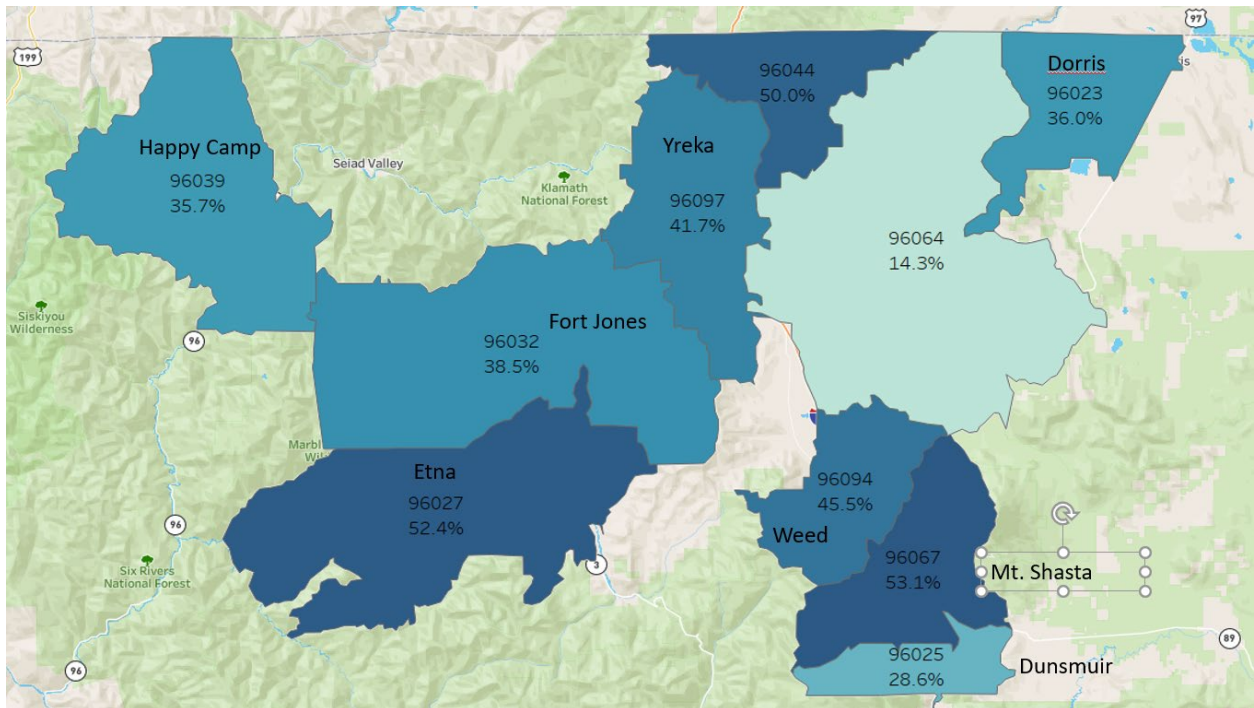 97
199
96044
50.0%
Dorris
is
96023
36.0%
Happy Camp
96039
35.7%
Seiad Valley
Yreka
Klamath
National Forest
96097
41.7%
96064
14.3%
Siskiyou
Wilderness
96
Fort Jones
96032
38.5%
Marbl
Wil
Etna
96027
52.4%
96094
45.5%
Weed
96
96067
53.1%
Mt. Shasta
Six Rivers
National Forest
3
89
96025
28.6%
Dunsmuir
96